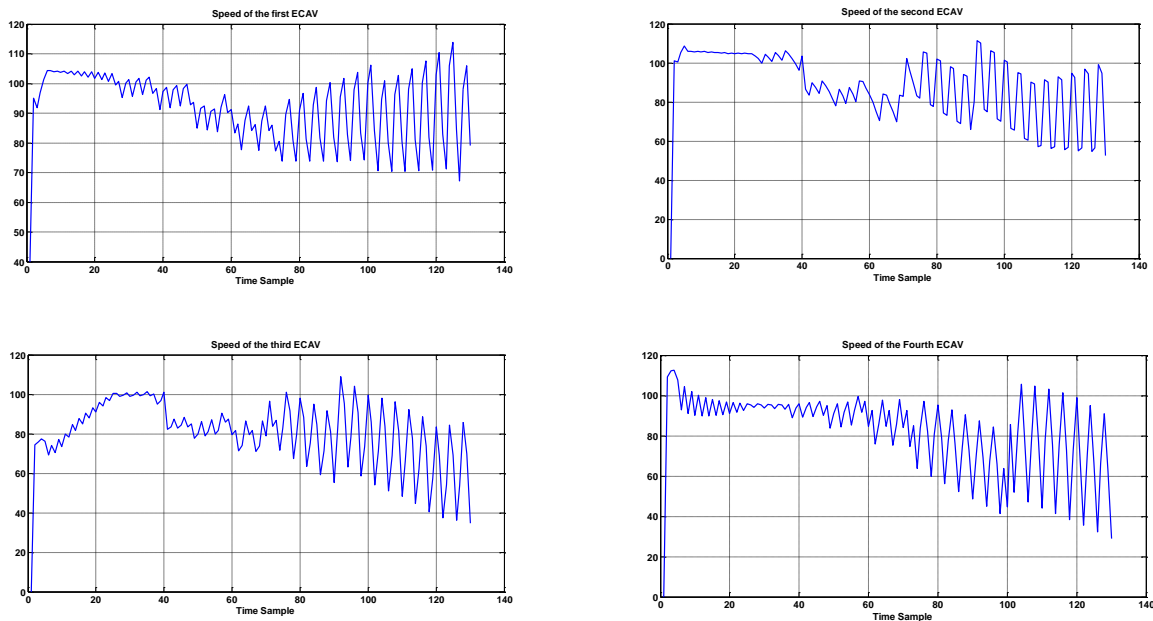 Speed of the first ECAV
120
110
100
90
80
70
60
50
40
0 20 40 60 80 100 120 140
Time Sample
Speed of the second ECAV
120
100
80
60
40
20
0
0 20 40 60 80 100 120 140
Time Sample
Speed of the third ECAV
120
100
80
60
40
20
0
0 20 40 60 80 100 120 140
Time Sample
Speed of the Fourth ECAV
120
100
80
60
40
20
0
0 20 40 60 80 100 120 140
Time Sample